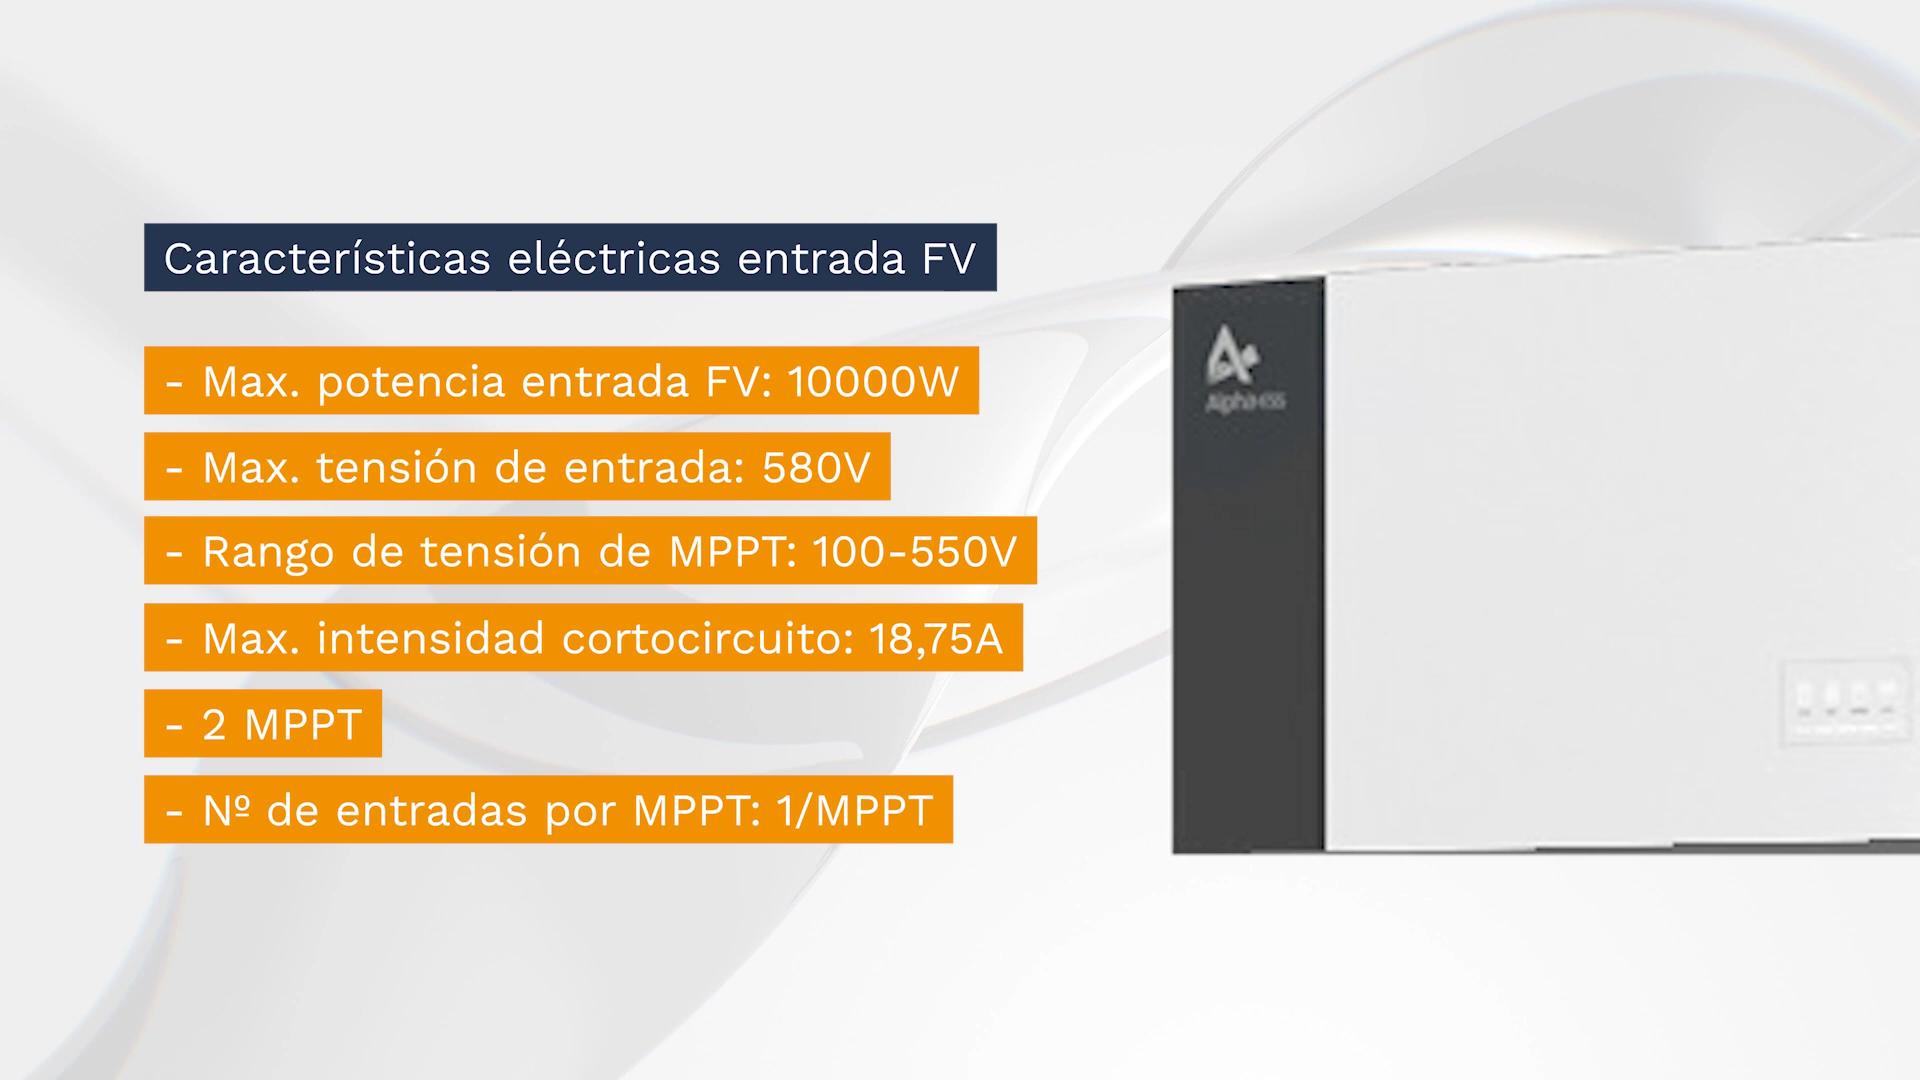 Características eléctricas entrada FV
- Max. potencia entrada FV: 10000W
- Max. tensión de entrada: 580V
- Rango de tensión de MPPT: 100-550V
- Max. intensidad cortocircuito: 18,75A
- 2 MPPT
- Nº de entradas por MPPT: 1/MPPT
AlphaESS